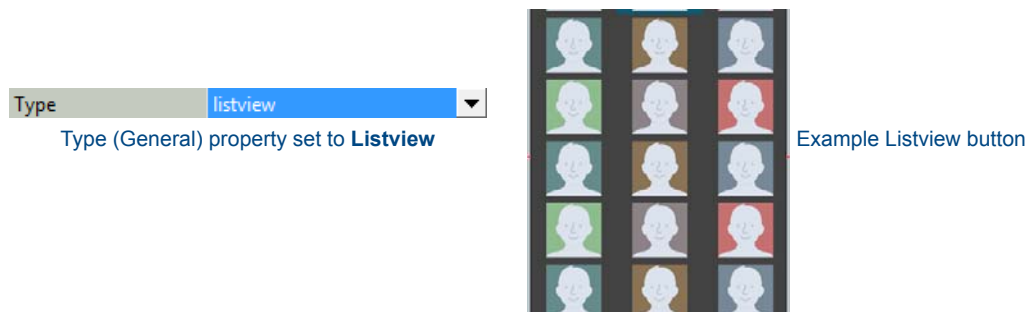 Type listview
Type (General) property set to Listview
Example Listview button